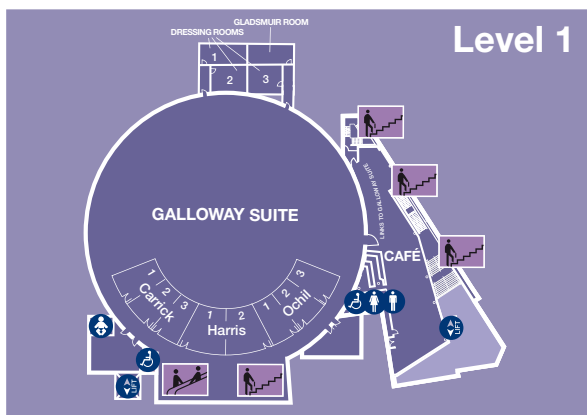 GLADSMUIR ROOM
DRESSING ROOMS
Level 1
1
2
3
LINKS TO GALLOWAY SUITE
GALLOWAY SUITE
CAFÉ
1
2
3
Carrick
1
2
Harris
1
2
3
Ochil
LIFT
LIFT